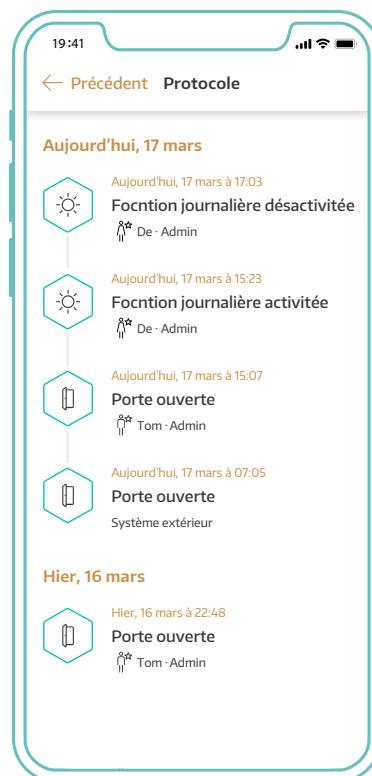 19:41
Précédent Protocole
Aujourd’hui, 17 mars
Aujourd’hui, 17 mars à 17:03
Focntion journalière désactivitée
De · Admin
Aujourd’hui, 17 mars à 15:23
Focntion journalière activitée
De · Admin
Aujourd’hui, 17 mars à 15:07
Porte ouverte
Tom · Admin
Aujourd’hui, 17 mars à 07:05
Porte ouverte
Système extérieur
Hier, 16 mars
Hier, 16 mars à 22:48
Porte ouverte
Tom · Admin